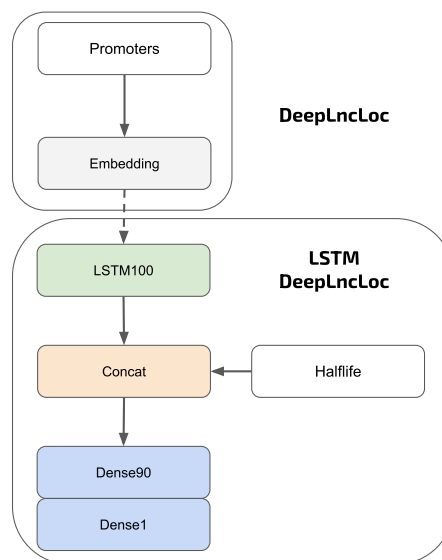 Promoters
DeepLncLoc
Embedding
LSTM100
LSTM
DeepLncLoc
Concat
Halflife
Dense90
Dense1